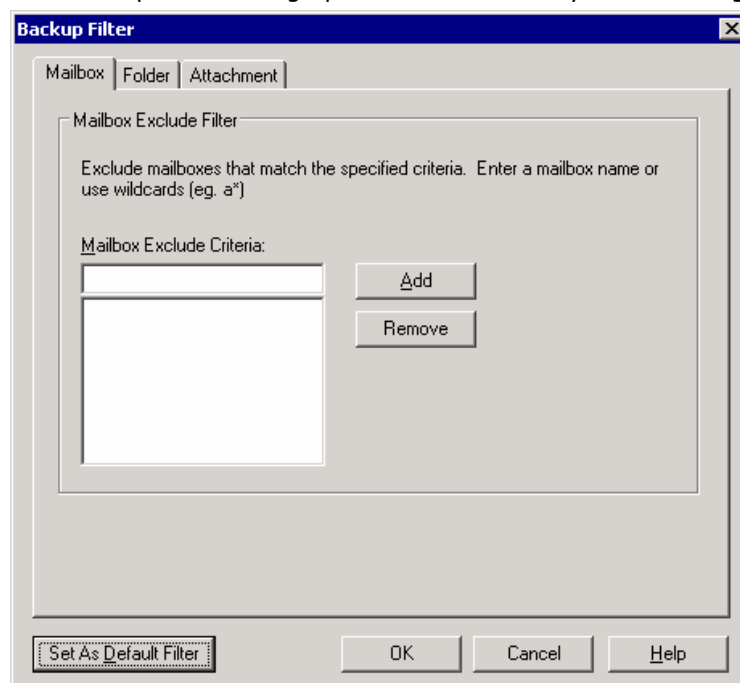 Backup Filter
Mailbox Folder Attachment
Mailbox Exclude Filter
Exclude mailboxes that match the specified criteria. Enter a mailbox name or
use wildcards (eg. a*)
Mailbox Exclude Criteria:
Add
Remove
Set As Default Filter OK Cancel Help